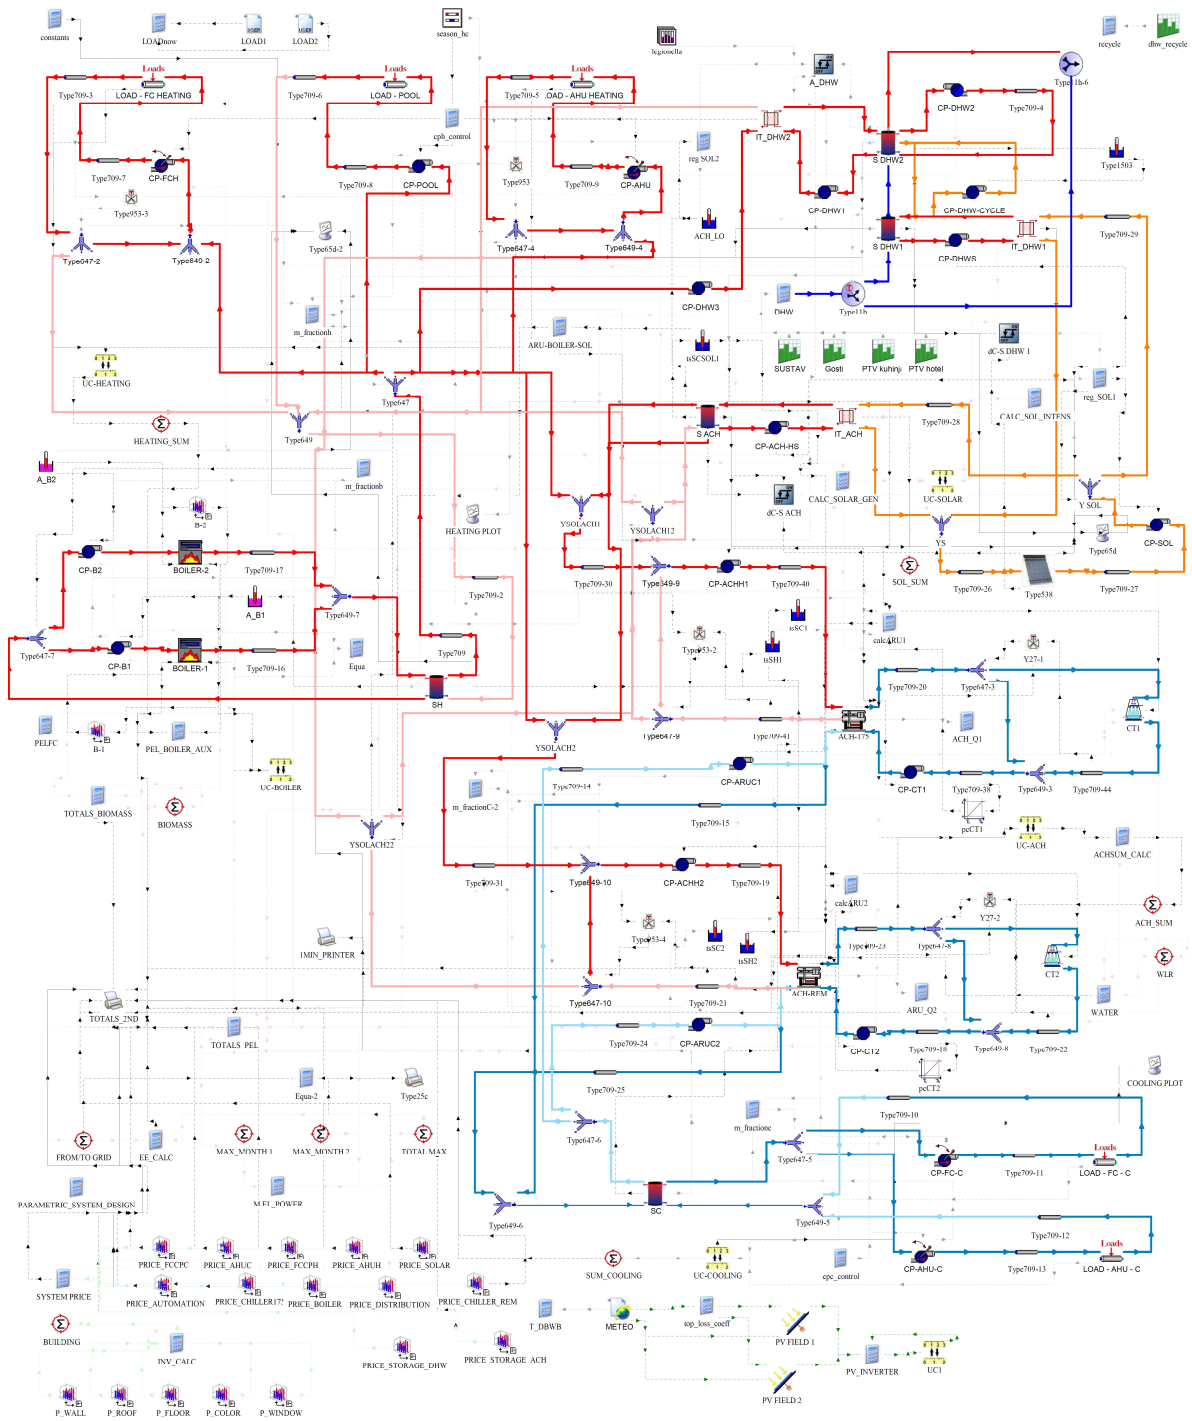 constants
LOADnow
LOAD1
LOAD2
season_hc
legionella
A_DHW
recycle
dhw_recycle
Type11h-6
Type709-3
LOAD - FC HEATING
Type709-6
LOAD - POOL
Type709-5
LOAD - AHU HEATING
CP-DHW2
Type709-4
cph_control
IT_DHW2
reg SOL2
S DHW2
Type1503
Type709-7
CP-FCH
Type709-8
CP-POOL
Type953
Type709-9
CP-AHU
CP-DHW1
CP-DHW-CYCLE
Type953-3
Type65d-2
ACH_LO
S DHW1
IT_DHW1
Type709-29
Type647-2
Type649-2
Type647-4
Type649-4
CP-DHWS
CP-DHW3
DHW
Type11h
m_fractionh
ARU-BOILER-SOL
tsSCSOL1
dC-S DHW 1
SUSTAV
Gosti
PTV kuhinj
PTV hotel
UC-HEATING
Type647
reg_SOL1
CALC_SOL_INTENS
HEATING_SUM
Type649
S ACH
CP-ACH-HS
IT_ACH
Type709-28
A_B2
m_fractionb
dC-S ACH
CALC_SOLAR_GEN
UC-SOLAR
Y SOL
B-2
HEATING PLOT
YSOLACH1
YSOLACH12
YS
Type65d
CP-SOL
CP-B2
BOILER-2
Type709-17
Type709-30
Type649-9
CP-ACHH1
Type709-40
SOL_SUM
Type709-26
Type538
Type709-27
A_B1
Type649-7
Type709-2
tsSC1
calcARU1
Type647-7
CP-B1
BOILER-1
Type709-16
Equa
Type709
tsSH1
Type953-2
Y27-1
Type709-20
Type647-3
SH
PELFC
B-1
PEL_BOILER_AUX
YSOLACH2
Type647-9
Type709-41
ACH-175
ACH_Q1
CT1
UC-BOILER
Type709-14
CP-ARUC1
CP-CT1
Type709-38
Type649-3
Type709-44
TOTALS_BIOMASS
BIOMASS
m_fractionC-2
Type709-15
pcCT1
UC-ACH
ACHSUM_CALC
YSOLACH22
Type709-31
Type649-10
CP-ACHH2
Type709-19
calcARU2
ACH_SUM
1MIN_PRINTER
Type953-4
tsSC2
tsSH2
Y27-2
Type709-23
Type647-8
CT2
WLR
Type647-10
Type709-21
ACH-REM
ARU_Q2
WATER
TOTALS_2ND
TOTALS PEL
Type709-24
CP-ARUC2
CP-CT2
Type709-18
Type649-8
Type709-22
Equa-2
Type25c
Type709-25
pcCT2
COOLING PLOT
Type709-10
m_fractionc
FROM/TO GRID
EE_CALC
MAX_MONTH 1
MAX_MONTH 2
TOTAL MAX
Type647-6
Type647-5
CP-FC-C
Type709-11
LOAD - FC - C
PARAMETRIC_SYSTEM_DESIGN
M.EL_POWER
Type649-6
SC
Type649-5
Type709-12
PRICE_FCCPC
PRICE_AHUC
PRICE_FCCPH
PRICE_AHUH
PRICE_SOLAR
SUM_COOLING
UC-COOLING
cpc_control
CP-AHU-C
Type709-13
LOAD - AHU - C
SYSTEM PRICE
PRICE_AUTOMATION
PRICE_CHILLER175
PRICE_BOILER
PRICE_DISTRIBUTION
PRICE_CHILLER_REM
BUILDING
T_DBWB
METEO
top_loss_coeff
PV FIELD 1
INV_CALC
PRICE_STORAGE_DHW
PRICE_STORAGE_ACH
PV_INVERTER
UC1
PV FIELD 2
P_WALL
P_ROOF
P_FLOOR
P_COLOR
P_WINDOW